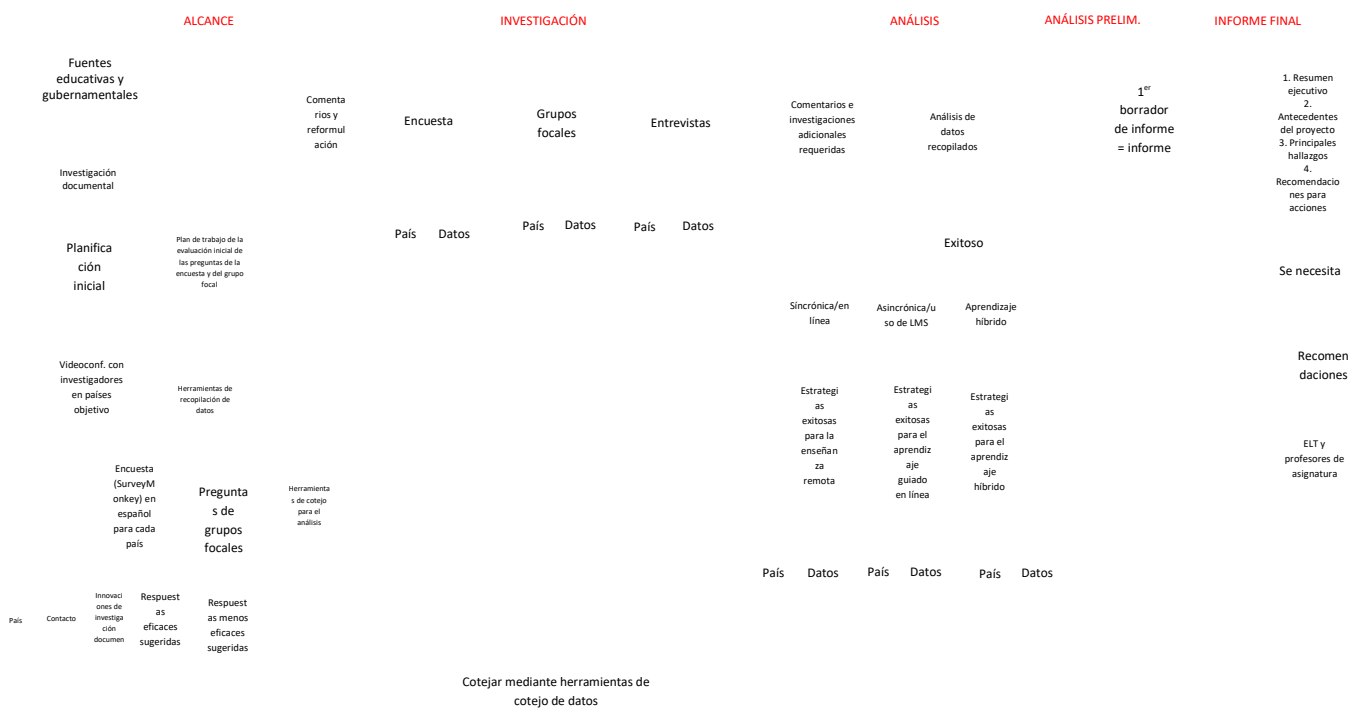 ALCANCE
INVESTIGACIÓN
ANÁLISIS
ANÁLISIS PRELIM.
INFORME FINAL
Fuentes
educativas y
gubernamentales
Investigación
documental
Planifica
ción
inicial
Plan de trabajo de la
evaluación inicial de
las preguntas de la
encuesta y del grupo
focal
Comenta
rios y
reformul
ación
Videoconf. con
investigadores
en países
objetivo
Herramientas de
recopilación de
datos
Encuesta
(SurveyM
onkey) en
español
para cada
país
Pregunta
s de
grupos
focales
Herramienta
s de cotejo
para el
análisis
País
Contacto
Innovaci
ones de
investiga
ción
documen
Respuest
as
eficaces
sugeridas
Respuest
as menos
eficaces
sugeridas
Encuesta
Grupos
focales
Entrevistas
País Datos
País Datos
País Datos
Cotejar mediante herramientas de
cotejo de datos
Comentarios e
investigaciones
adicionales
requeridas
Análisis de
datos
recopilados
Exitoso
Síncrónica/en
línea
Asincrónica/u
so de LMS
Aprendizaje
híbrido
Estrategi
as
exitosas
para la
enseñan
za
remota
Estrategi
as
exitosas
para el
aprendiz
aje
guiado
en línea
Estrategi
as
exitosas
para el
aprendiz
aje
híbrido
País Datos
País Datos
País Datos
1er
borrador
de informe
= informe
1. Resumen
ejecutivo
2.
Antecedentes
del proyecto
3. Principales
hallazgos
4.
Recomendacio
nes para
acciones
Se necesita
Recomen
daciones
ELT y
profesores de
asignatura